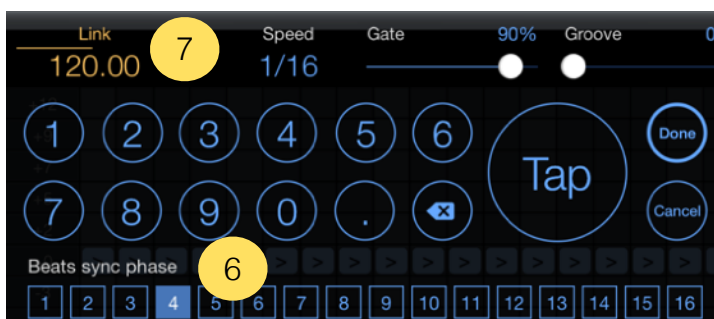 Link 7 Speed Gate 90% Groove 0
120.00 1/16
1 2 3 4 5 6 Tap Done
7 8 9 0 . Cancel
Beats sync phase 6 > > > > > > > > > > >
1 2 3 4 5 6 7 8 9 10 11 12 13 14 15 16